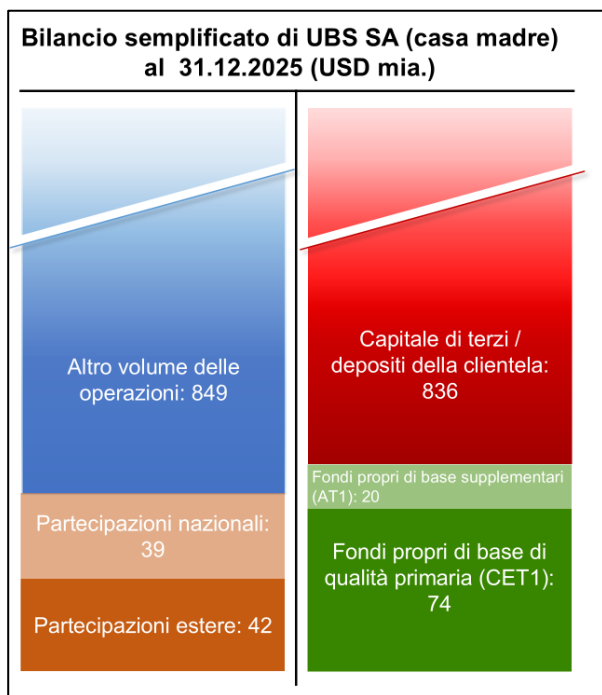 Bilancio semplificato di UBS SA (casa madre)
al 31.12.2025 (USD mia.)
Altro volume delle
operazioni: 849
Partecipazioni nazionali:
39
Partecipazioni estere: 42
Capitale di terzi /
depositi della clientela:
836
Fondi propri di base supplementari
(AT1): 20
Fondi propri di base di
qualità primaria (CET1):
74